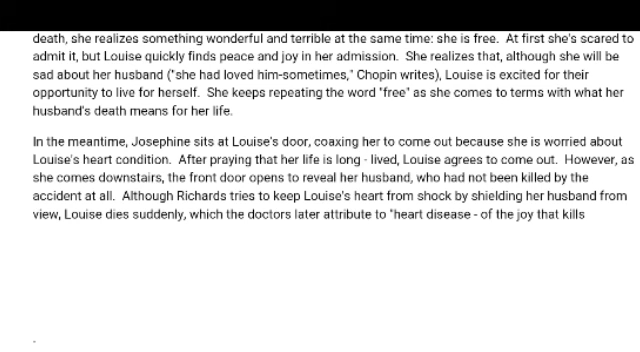 death, she realizes something wonderful and terrible at the same time: she is free.  At first she's scared to
admit it, but Louise quickly finds peace and joy in her admission.  She realizes that, although she will be
sad about her husband ("she had loved him-sometimes," Chopin writes), Louise is excited for their
opportunity to live for herself.  She keeps repeating the word "free" as she comes to terms with what her
husband's death means for her life.
In the meantime, Josephine sits at Louise's door, coaxing her to come out because she is worried about
Louise's heart condition.  After praying that her life is long - lived, Louise agrees to come out.  However, as
she comes downstairs, the front door opens to reveal her husband, who had not been killed by the
accident at all.  Although Richards tries to keep Louise's heart from shock by shielding her husband from
view, Louise dies suddenly, which the doctors later attribute to "heart disease - of the joy that kills
.